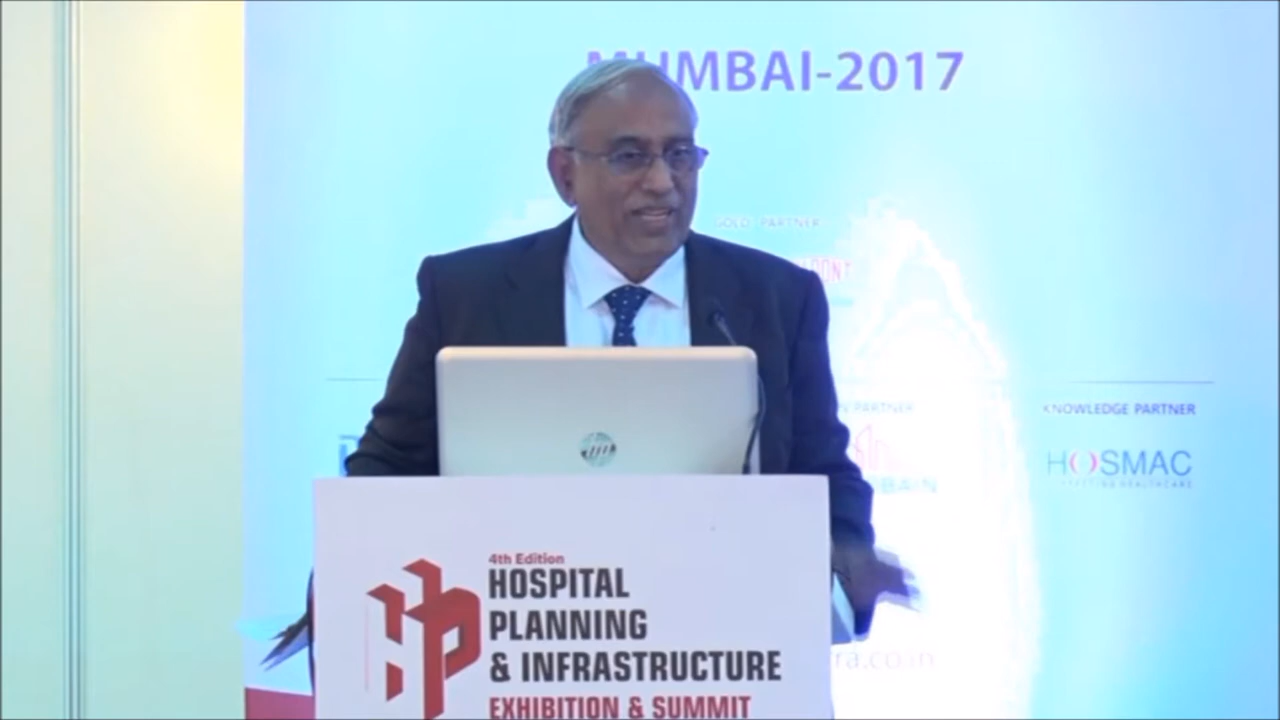 MUMBAI-2017
GOLD PARTNER
KNOWLEDGE PARTNER
HOSMAC
4th Edition
HOSPITAL
PLANNING
& INFRASTRUCTURE
EXHIBITION & SUMMIT